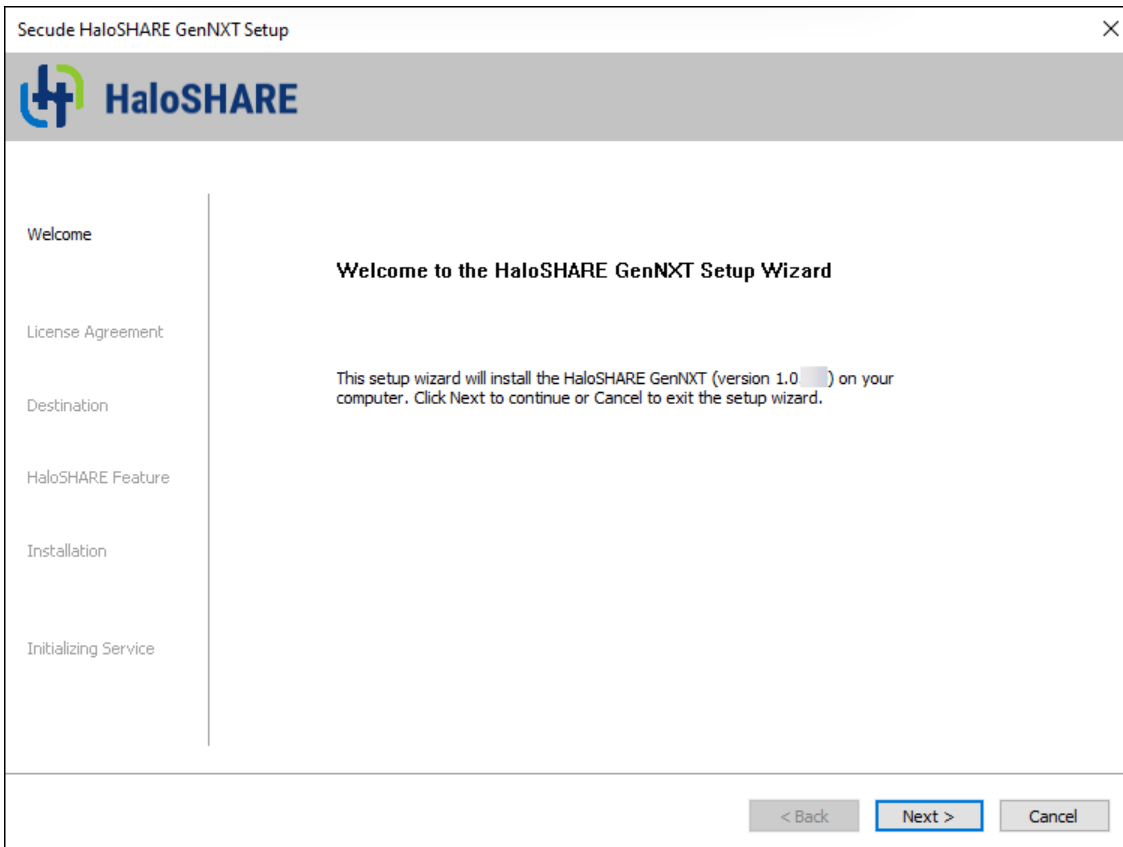 Secude HaloSHARE GenNXT Setup
HaloSHARE
Welcome
License Agreement
Destination
HaloSHARE Feature
Installation
Initializing Service
Welcome to the HaloSHARE GenNXT Setup Wizard
This setup wizard will install the HaloSHARE GenNXT (version 1.0 ) on your
computer. Click Next to continue or Cancel to exit the setup wizard.
< Back
Next >
Cancel